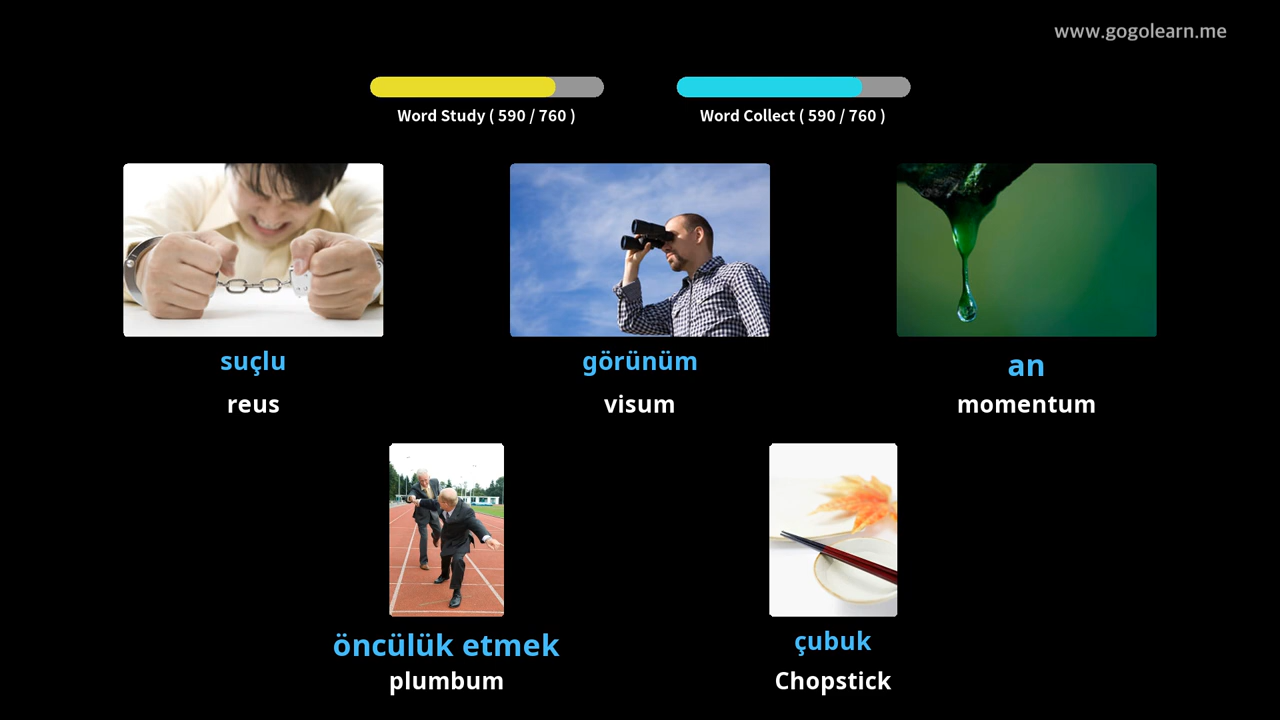 www.gogolearn.me
Word Study ( 590 / 760 )
Word Collect ( 590 / 760 )
suçlu
reus
görünüm
visum
an
momentum
öncülük etmek
plumbum
çubuk
Chopstick